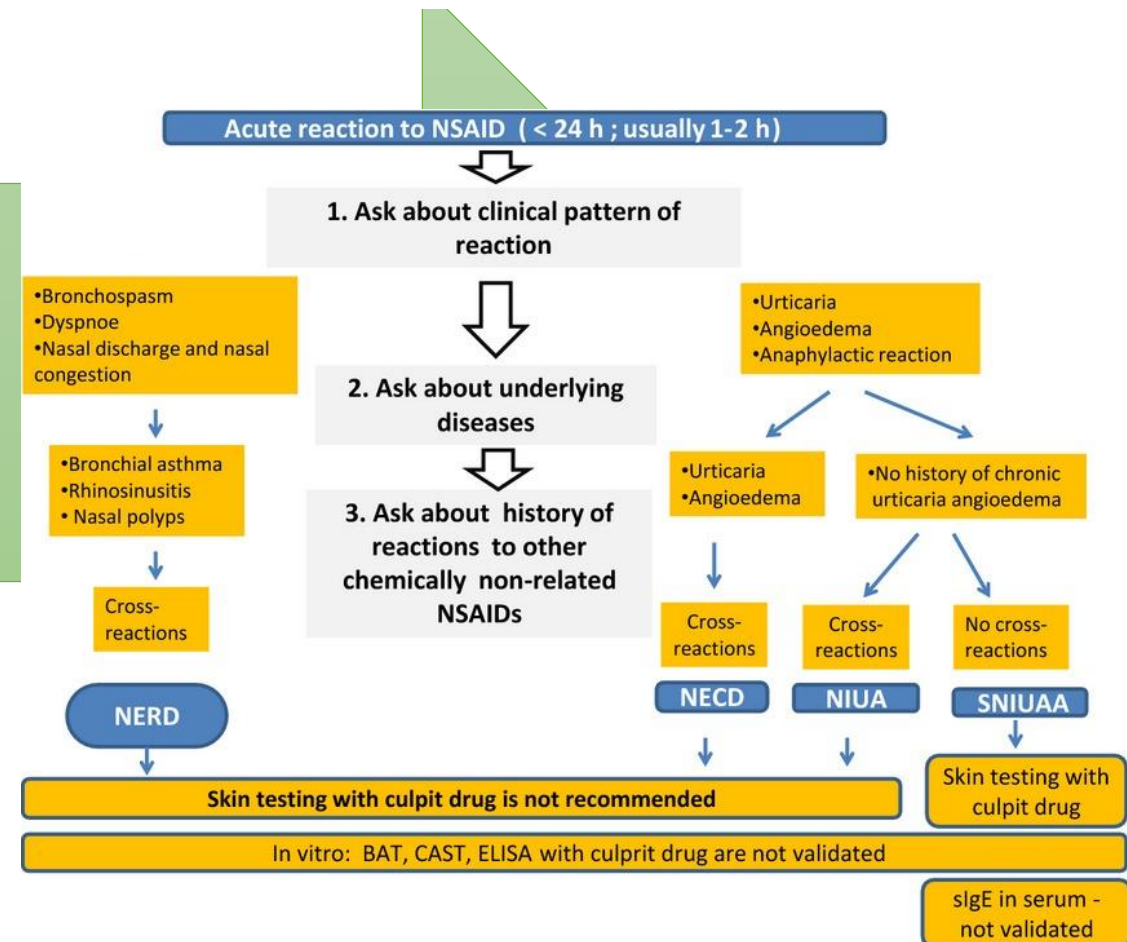 Acute reaction to NSAID ( < 24 h ; usually 1-2 h)
1. Ask about clinical pattern of
reaction
•Bronchospasm
•Dyspnoe
•Nasal discharge and nasal
congestion
•Urticaria
•Angioedema
•Anaphylactic reaction
2. Ask about underlying
diseases
•Bronchial asthma
•Rhinosinusitis
• Nasal polyps
•Urticaria
•Angioedema
•No history of chronic
urticaria angioedema
3. Ask about history of
reactions to other
chemically non-related
NSAIDs
Cross-
reactions
Cross-
reactions
Cross-
reactions
No cross-
reactions
NERD
NECD
NIUA
SNIUAA
Skin testing with culpit drug is not recommended
Skin testing with
culpit drug
In vitro: BAT, CAST, ELISA with culprit drug are not validated
sIgE in serum -
not validated